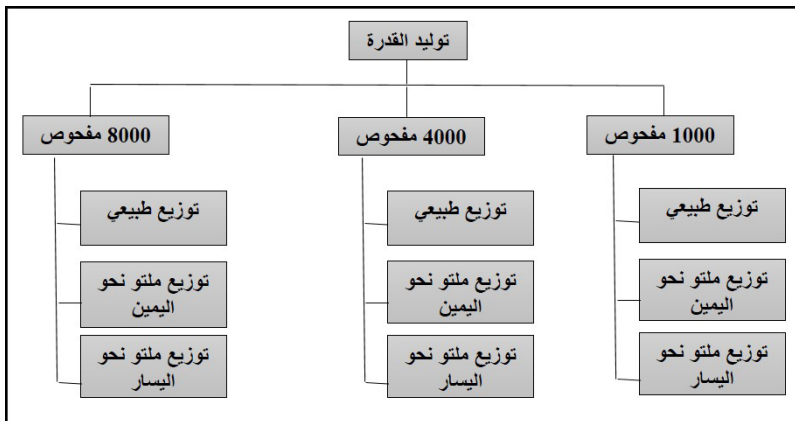 توليد القدرة
1000 مفحوص
4000 مفحوص
8000 مفحوص
توزيع طبيعي
توزيع طبيعي
توزيع طبيعي
توزيع ملتو نحو
اليمين
توزيع ملتو نحو
اليمين
توزيع ملتو نحو
اليمين
توزيع ملتو نحو
اليسار
توزيع ملتو نحو
اليسار
توزيع ملتو نحو
اليسار